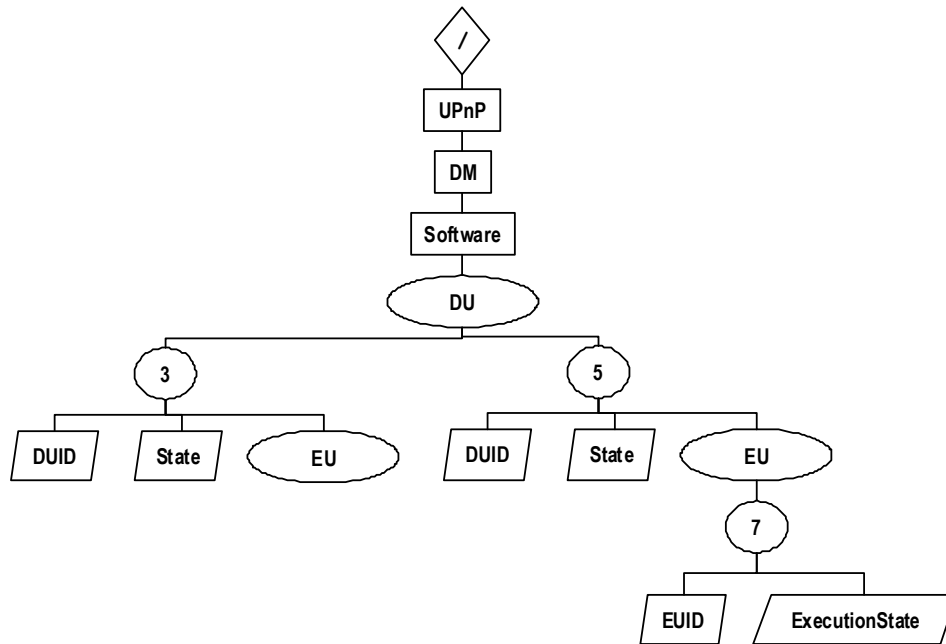 /
UPnP
DM
Software
DU
3
5
DUID
State
EU
DUID
State
EU
7
EUID
ExecutionState